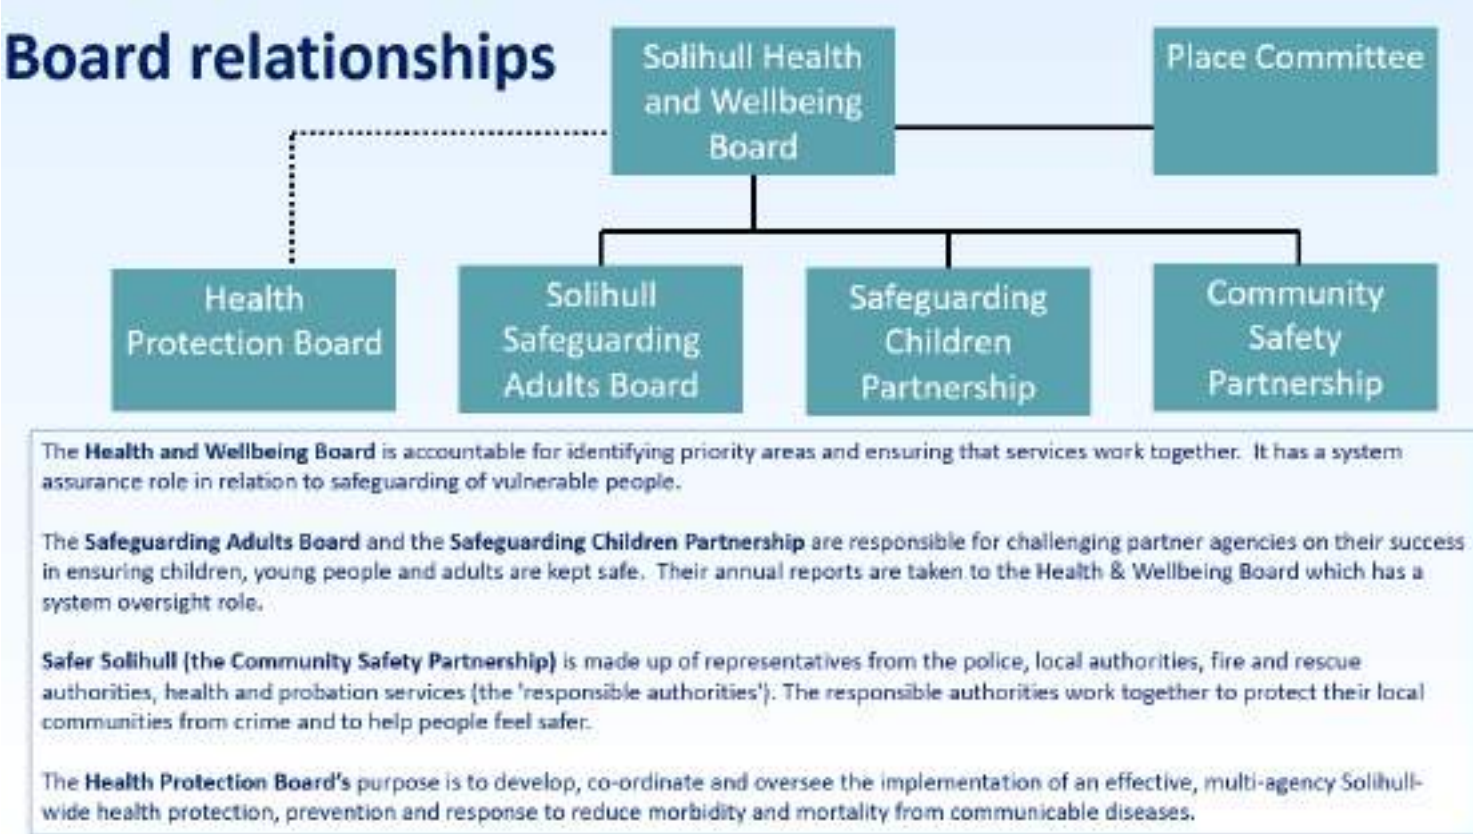 Board relationships
Solihull Health
and Wellbeing
Board
Place Committee
Health
Protection Board
Solihull
Safeguarding
Adults Board
Safeguarding
Children
Partnership
Community
Safety
Partnership
The Health and Wellbeing Board is accountable for identifying priority areas and ensuring that services work together.  It has a system
assurance role in relation to safeguarding of vulnerable people.
The Safeguarding Adults Board and the Safeguarding Children Partnership are responsible for challenging partner agencies on their success
in ensuring children, young people and adults are kept safe.  Their annual reports are taken to the Health & Wellbeing Board which has a
system oversight role.
Safer Solihull (the Community Safety Partnership) is made up of representatives from the police, local authorities, fire and rescue
authorities, health and probation services (the 'responsible authorities'). The responsible authorities work together to protect their local
communities from crime and to help people feel safer.
The Health Protection Board's purpose is to develop, co-ordinate and oversee the implementation of an effective, multi-agency Solihull-
wide health protection, prevention and response to reduce morbidity and mortality from communicable diseases.